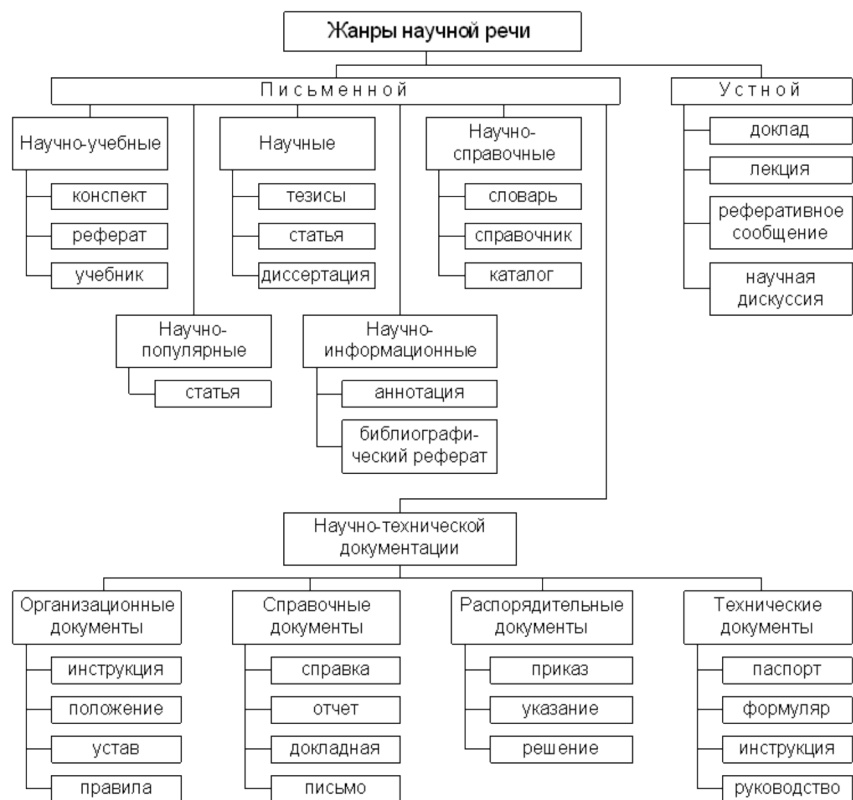 Жанры научной речи
Письменной
Устной
Научно-учебные
конспект
реферат
учебник
Научные
тезисы
статья
диссертация
Научно-
справочные
словарь
справочник
каталог
доклад
лекция
реферативное
сообщение
научная
дискуссия
Научно-
популярные
статья
Научно-
информационные
аннотация
библиографи-
ческий реферат
Научно-технической
документации
Организационные
документы
инструкция
положение
устав
правила
Справочные
документы
справка
отчет
докладная
письмо
Распорядительные
документы
приказ
указание
решение
Технические
документы
паспорт
формуляр
инструкция
руководство